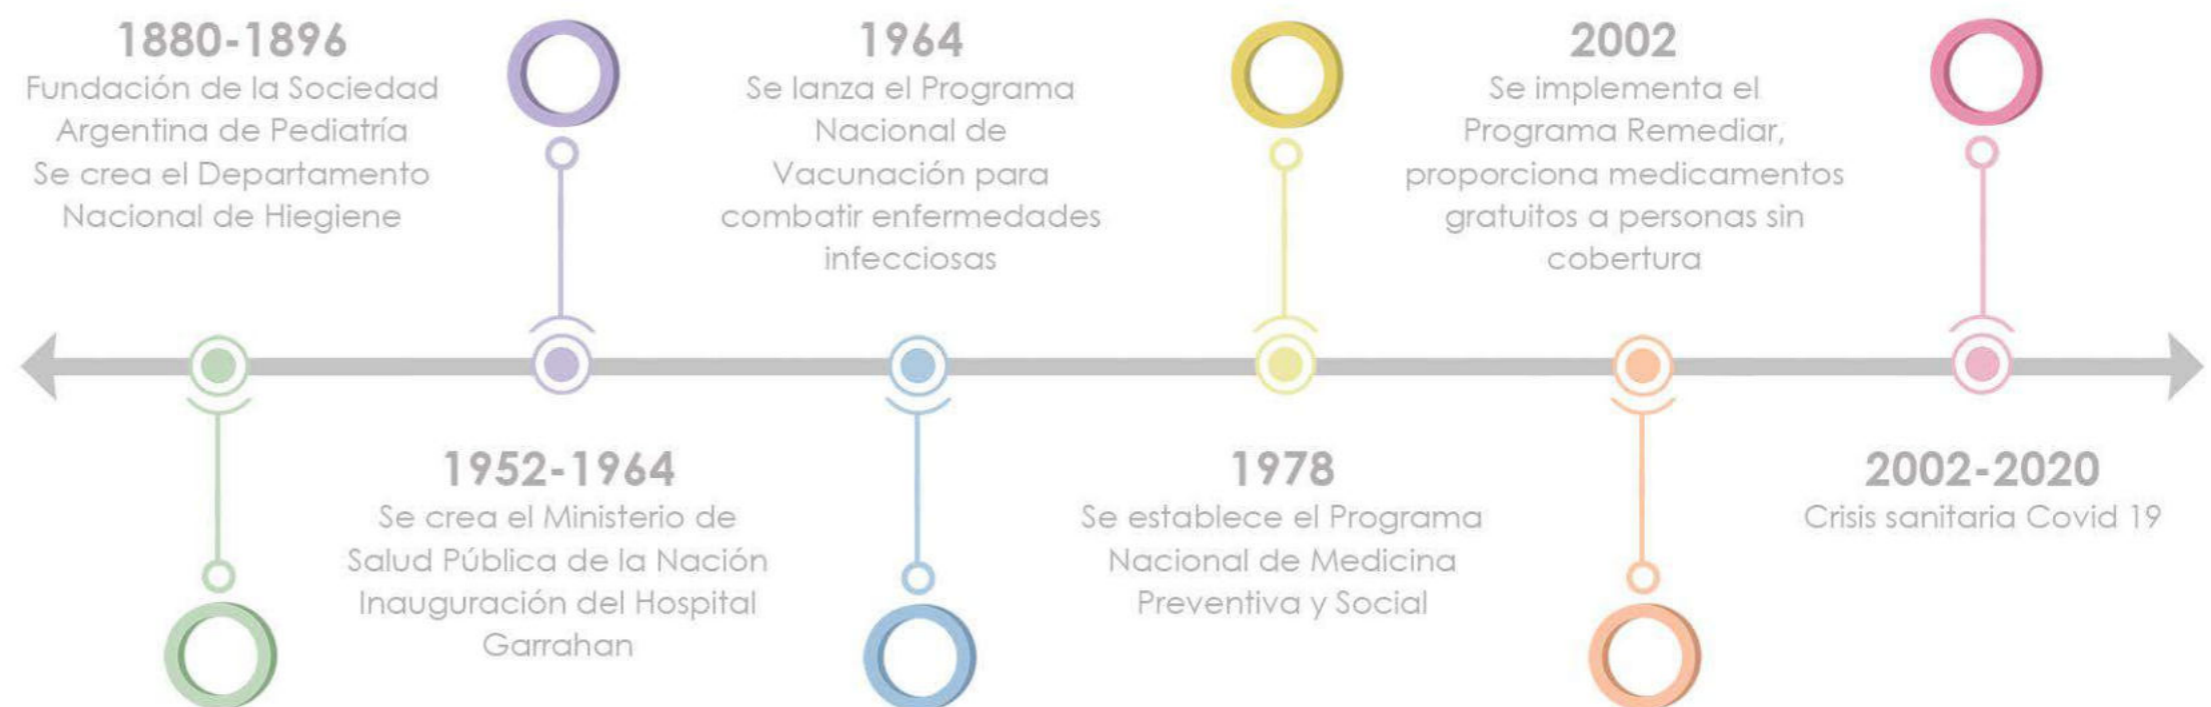 1880-1896
Fundación de la Sociedad
Argentina de Pediatría
Se crea el Departamento
Nacional de Hiegiene
1952-1964
Se crea el Ministerio de
Salud Pública de la Nación
Inauguración del Hospital
Garrahan
1964
Se lanza el Programa
Nacional de
Vacunación para
combatir enfermedades
infecciosas
1978
Se establece el Programa
Nacional de Medicina
Preventiva y Social
2002
Se implementa el
Programa Remediar,
proporciona medicamentos
gratuitos a personas sin
cobertura
2002-2020
Crisis sanitaria Covid 19